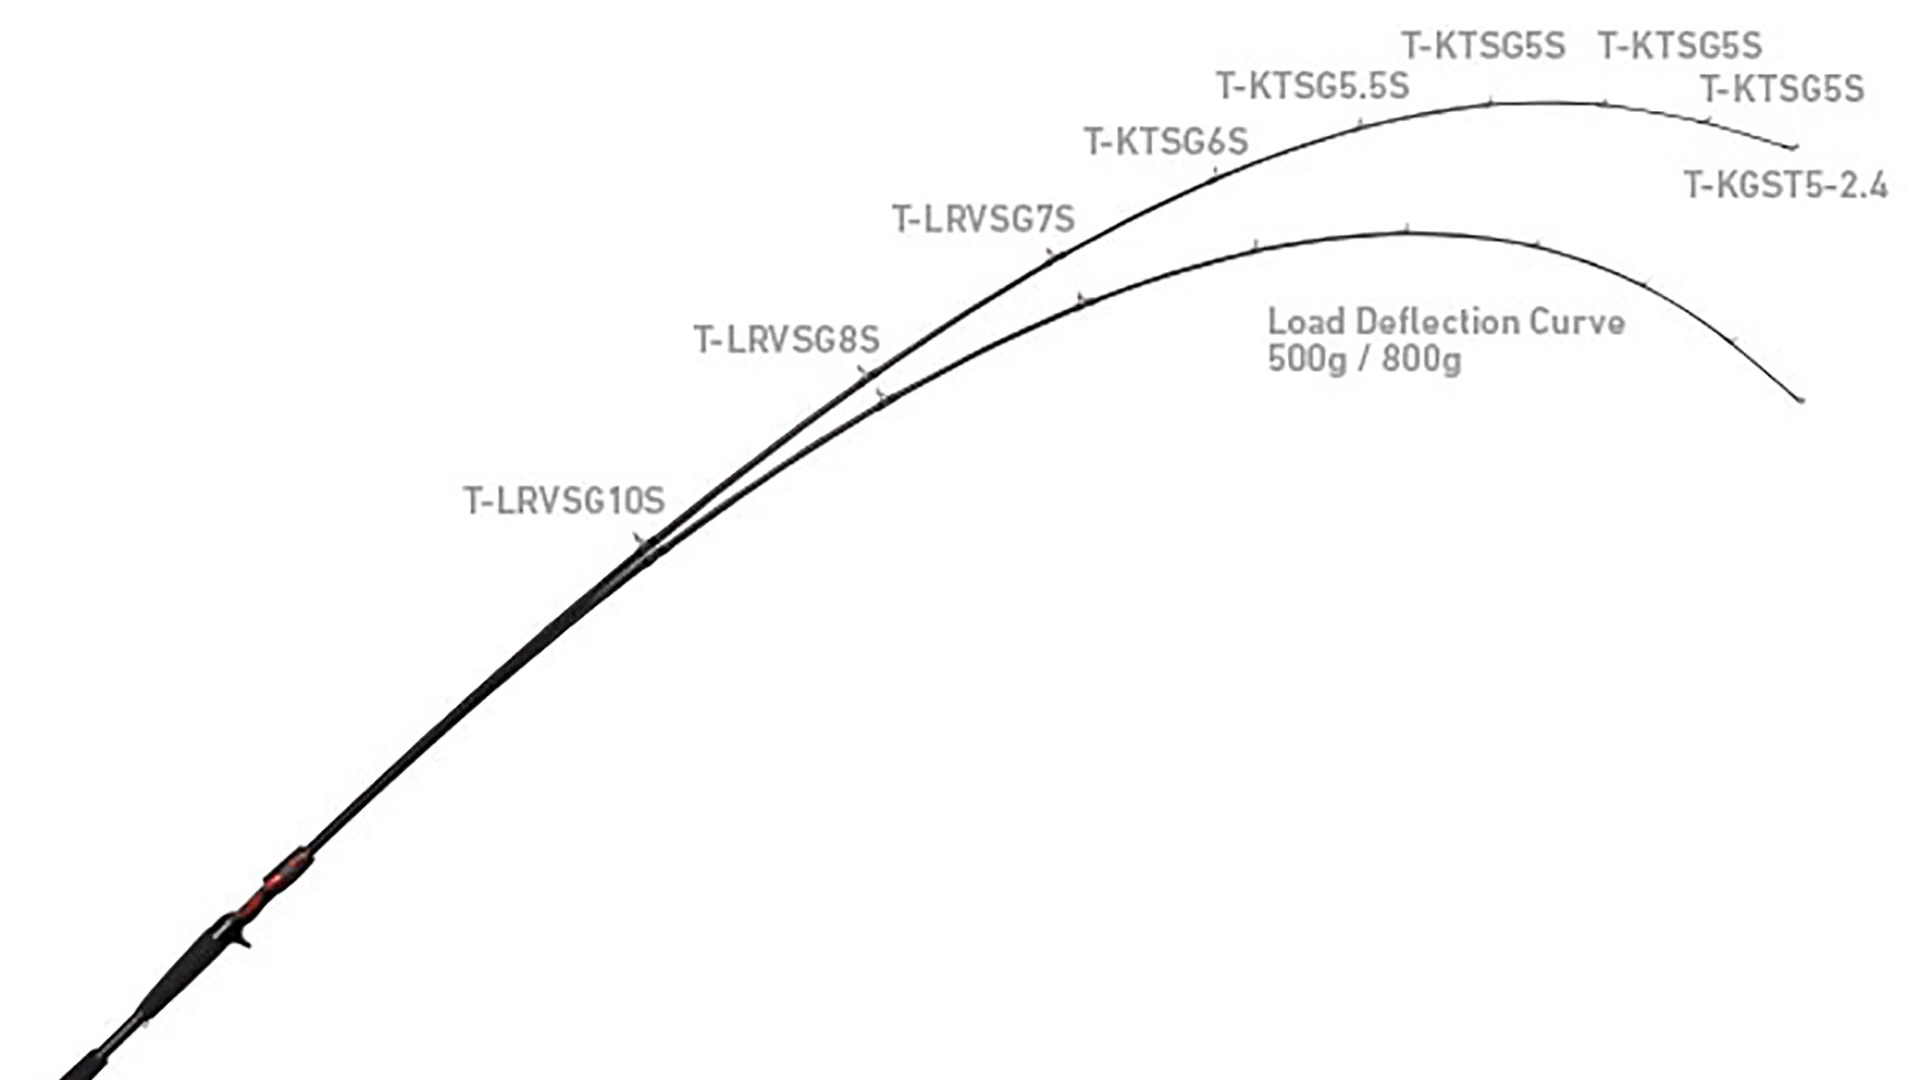 T-KTSG5S T-KTSG5S
T-KTSG5.5S T-KTSG5S
T-KTSG6S
T-KGST5-2.4
T-LRVSG7S
Load Deflection Curve
500g / 800g
T-LRVSG8S
T-LRVSG10S